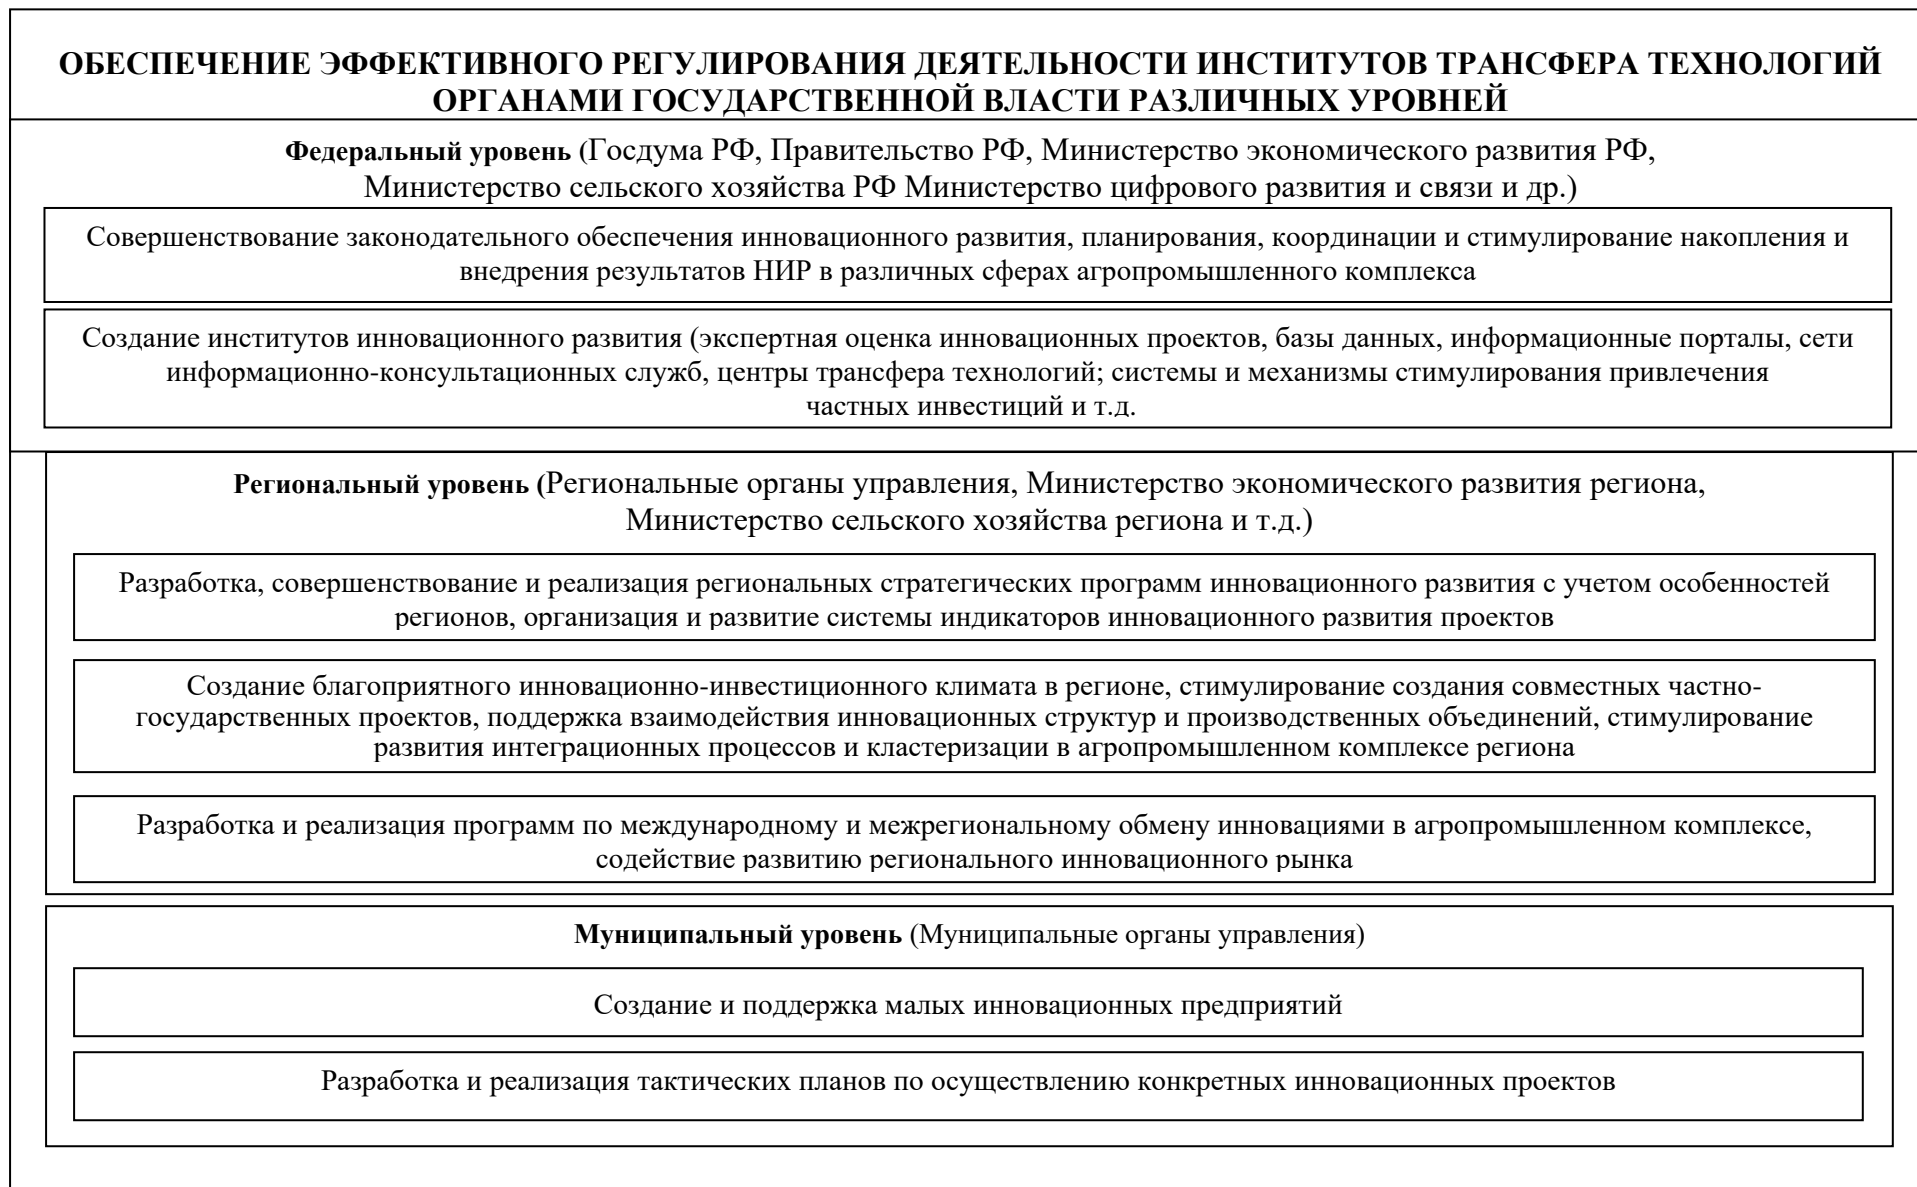 ОБЕСПЕЧЕНИЕ ЭФФЕКТИВНОГО РЕГУЛИРОВАНИЯ ДЕЯТЕЛЬНОСТИ ИНСТИТУТОВ ТРАНСФЕРА ТЕХНОЛОГИЙ
ОРГАНАМИ ГОСУДАРСТВЕННОЙ ВЛАСТИ РАЗЛИЧНЫХ УРОВНЕЙ
Федеральный уровень (Госдума РФ, Правительство РФ, Министерство экономического развития РФ,
Министерство сельского хозяйства РФ Министерство цифрового развития и связи и др.)
Совершенствование законодательного обеспечения инновационного развития, планирования, координации и стимулирование накопления и
внедрения результатов НИР в различных сферах агропромышленного комплекса
Создание институтов инновационного развития (экспертная оценка инновационных проектов, базы данных, информационные порталы, сети
информационно-консультационных служб, центры трансфера технологий; системы и механизмы стимулирования привлечения
частных инвестиций и т.д.
Региональный уровень (Региональные органы управления, Министерство экономического развития региона,
Министерство сельского хозяйства региона и т.д.)
Разработка, совершенствование и реализация региональных стратегических программ инновационного развития с учетом особенностей
регионов, организация и развитие системы индикаторов инновационного развития проектов
Создание благоприятного инновационно-инвестиционного климата в регионе, стимулирование создания совместных частно-
государственных проектов, поддержка взаимодействия инновационных структур и производственных объединений, стимулирование
развития интеграционных процессов и кластеризации в агропромышленном комплексе региона
Разработка и реализация программ по международному и межрегиональному обмену инновациями в агропромышленном комплексе,
содействие развитию регионального инновационного рынка
Муниципальный уровень (Муниципальные органы управления)
Создание и поддержка малых инновационных предприятий
Разработка и реализация тактических планов по осуществлению конкретных инновационных проектов